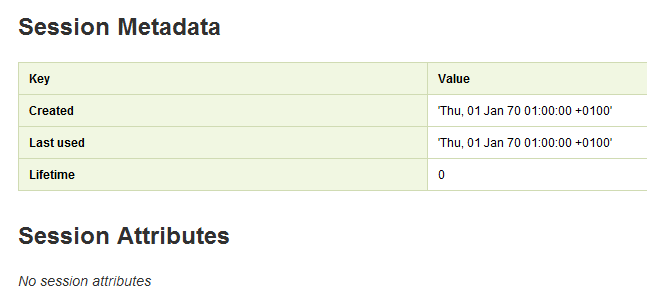 Session Metadata
Key Value
Created 'Thu, 01 Jan 70 01:00:00 +0100'
Last used 'Thu, 01 Jan 70 01:00:00 +0100'
Lifetime 0
Session Attributes
No session attributes